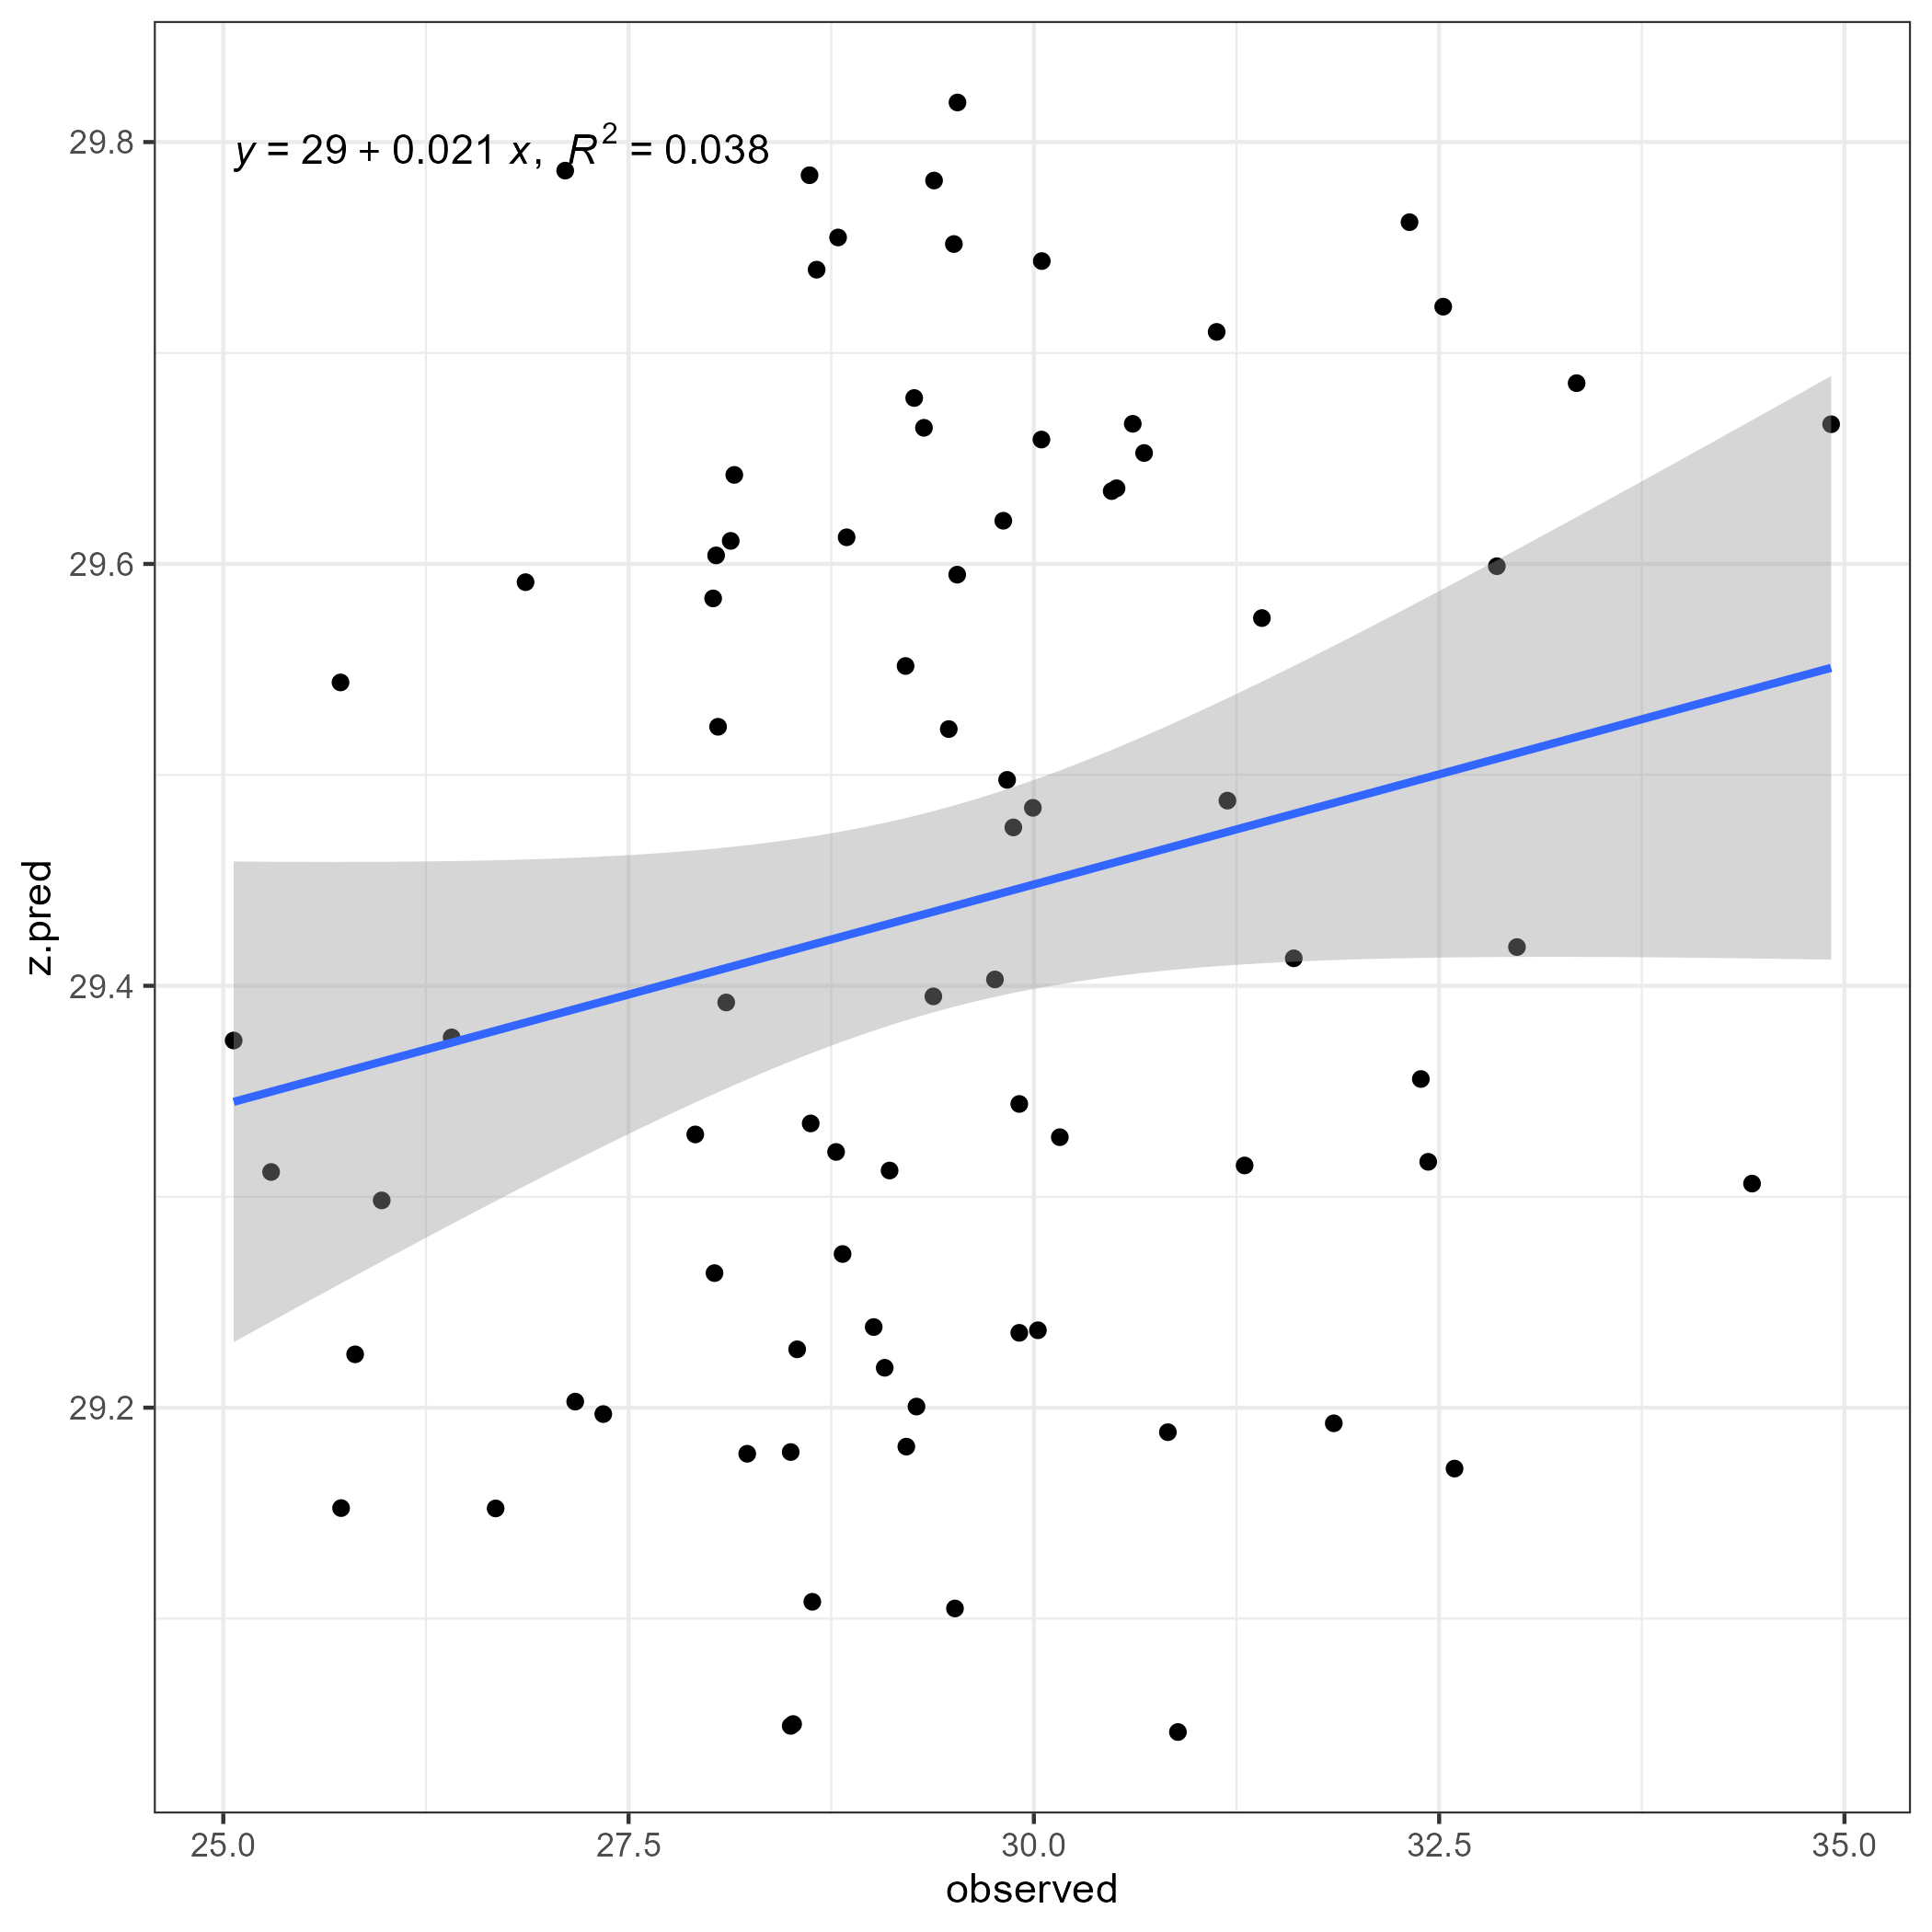 y = 29 + 0.021 x, R² = 0.038
29.8
29.6
29.4
29.2
z.pred
25.0 27.5 30.0 32.5 35.0
observed